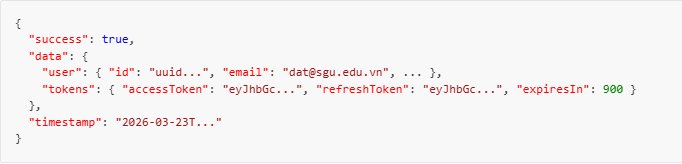 {
"success": true,
"data": {
"user": { "id": "uuid...", "email": "dat@sgu.edu.vn", ... },
"tokens": { "accessToken": "eyJhbGc...", "refreshToken": "eyJhbGc...", "expiresIn": 900 }
},
"timestamp": "2026-03-23T..."
}